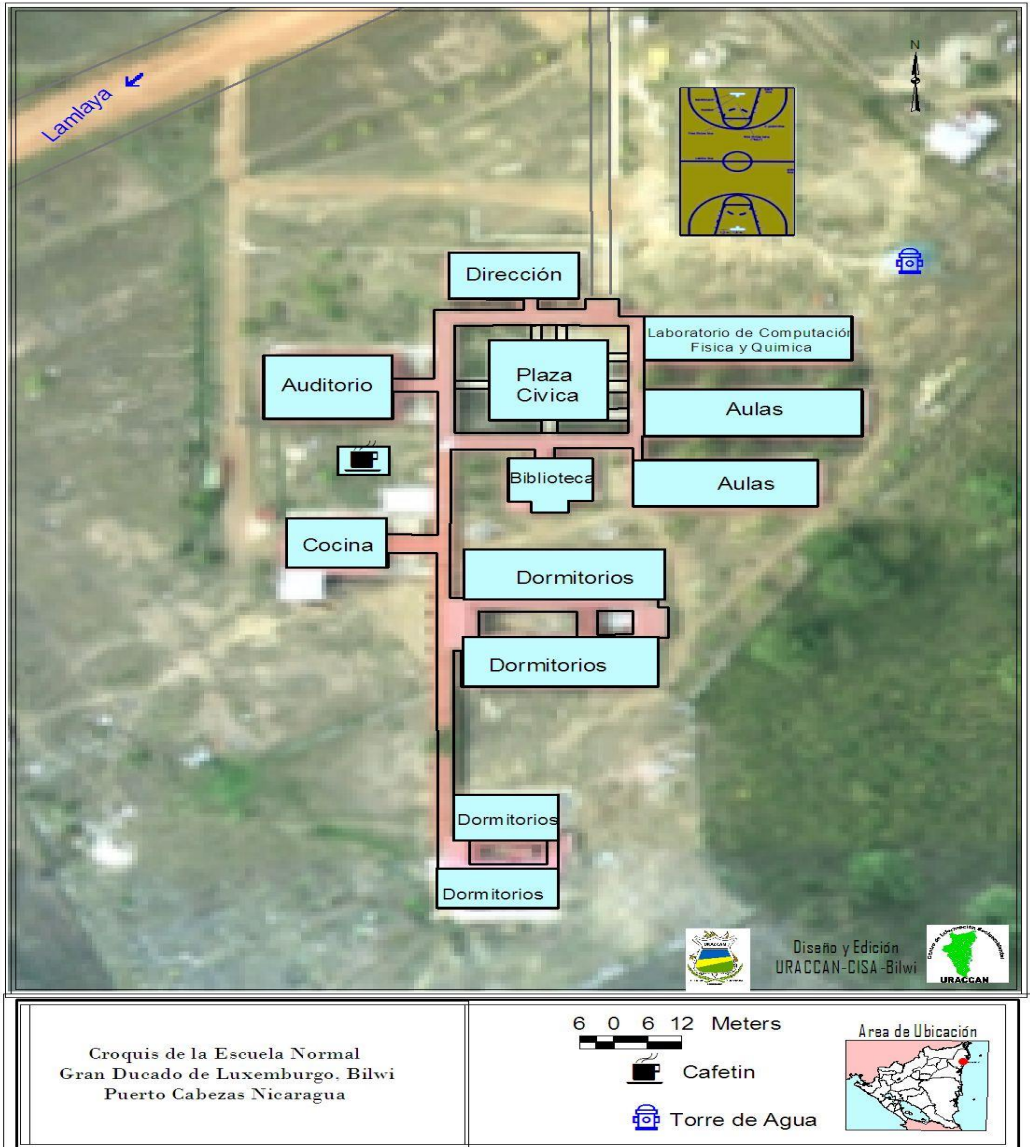 Lamlaya
N
Dirección
Laboratorio de Computación
Fisica y Quimica
Auditorio
Plaza
Civica
Aulas
Biblioteca
Aulas
Cocina
Dormitorios
Dormitorios
Dormitorios
Dormitorios
Diseño y Edición
URACCAN-CISA-Bilwi
URACCAN
URACCAN
Croquis de la Escuela Normal
Gran Ducado de Luxemburgo, Bilwi
Puerto Cabezas Nicaragua
6 0 6 12 Meters
Cafetin
Torre de Agua
Area de Ubicación